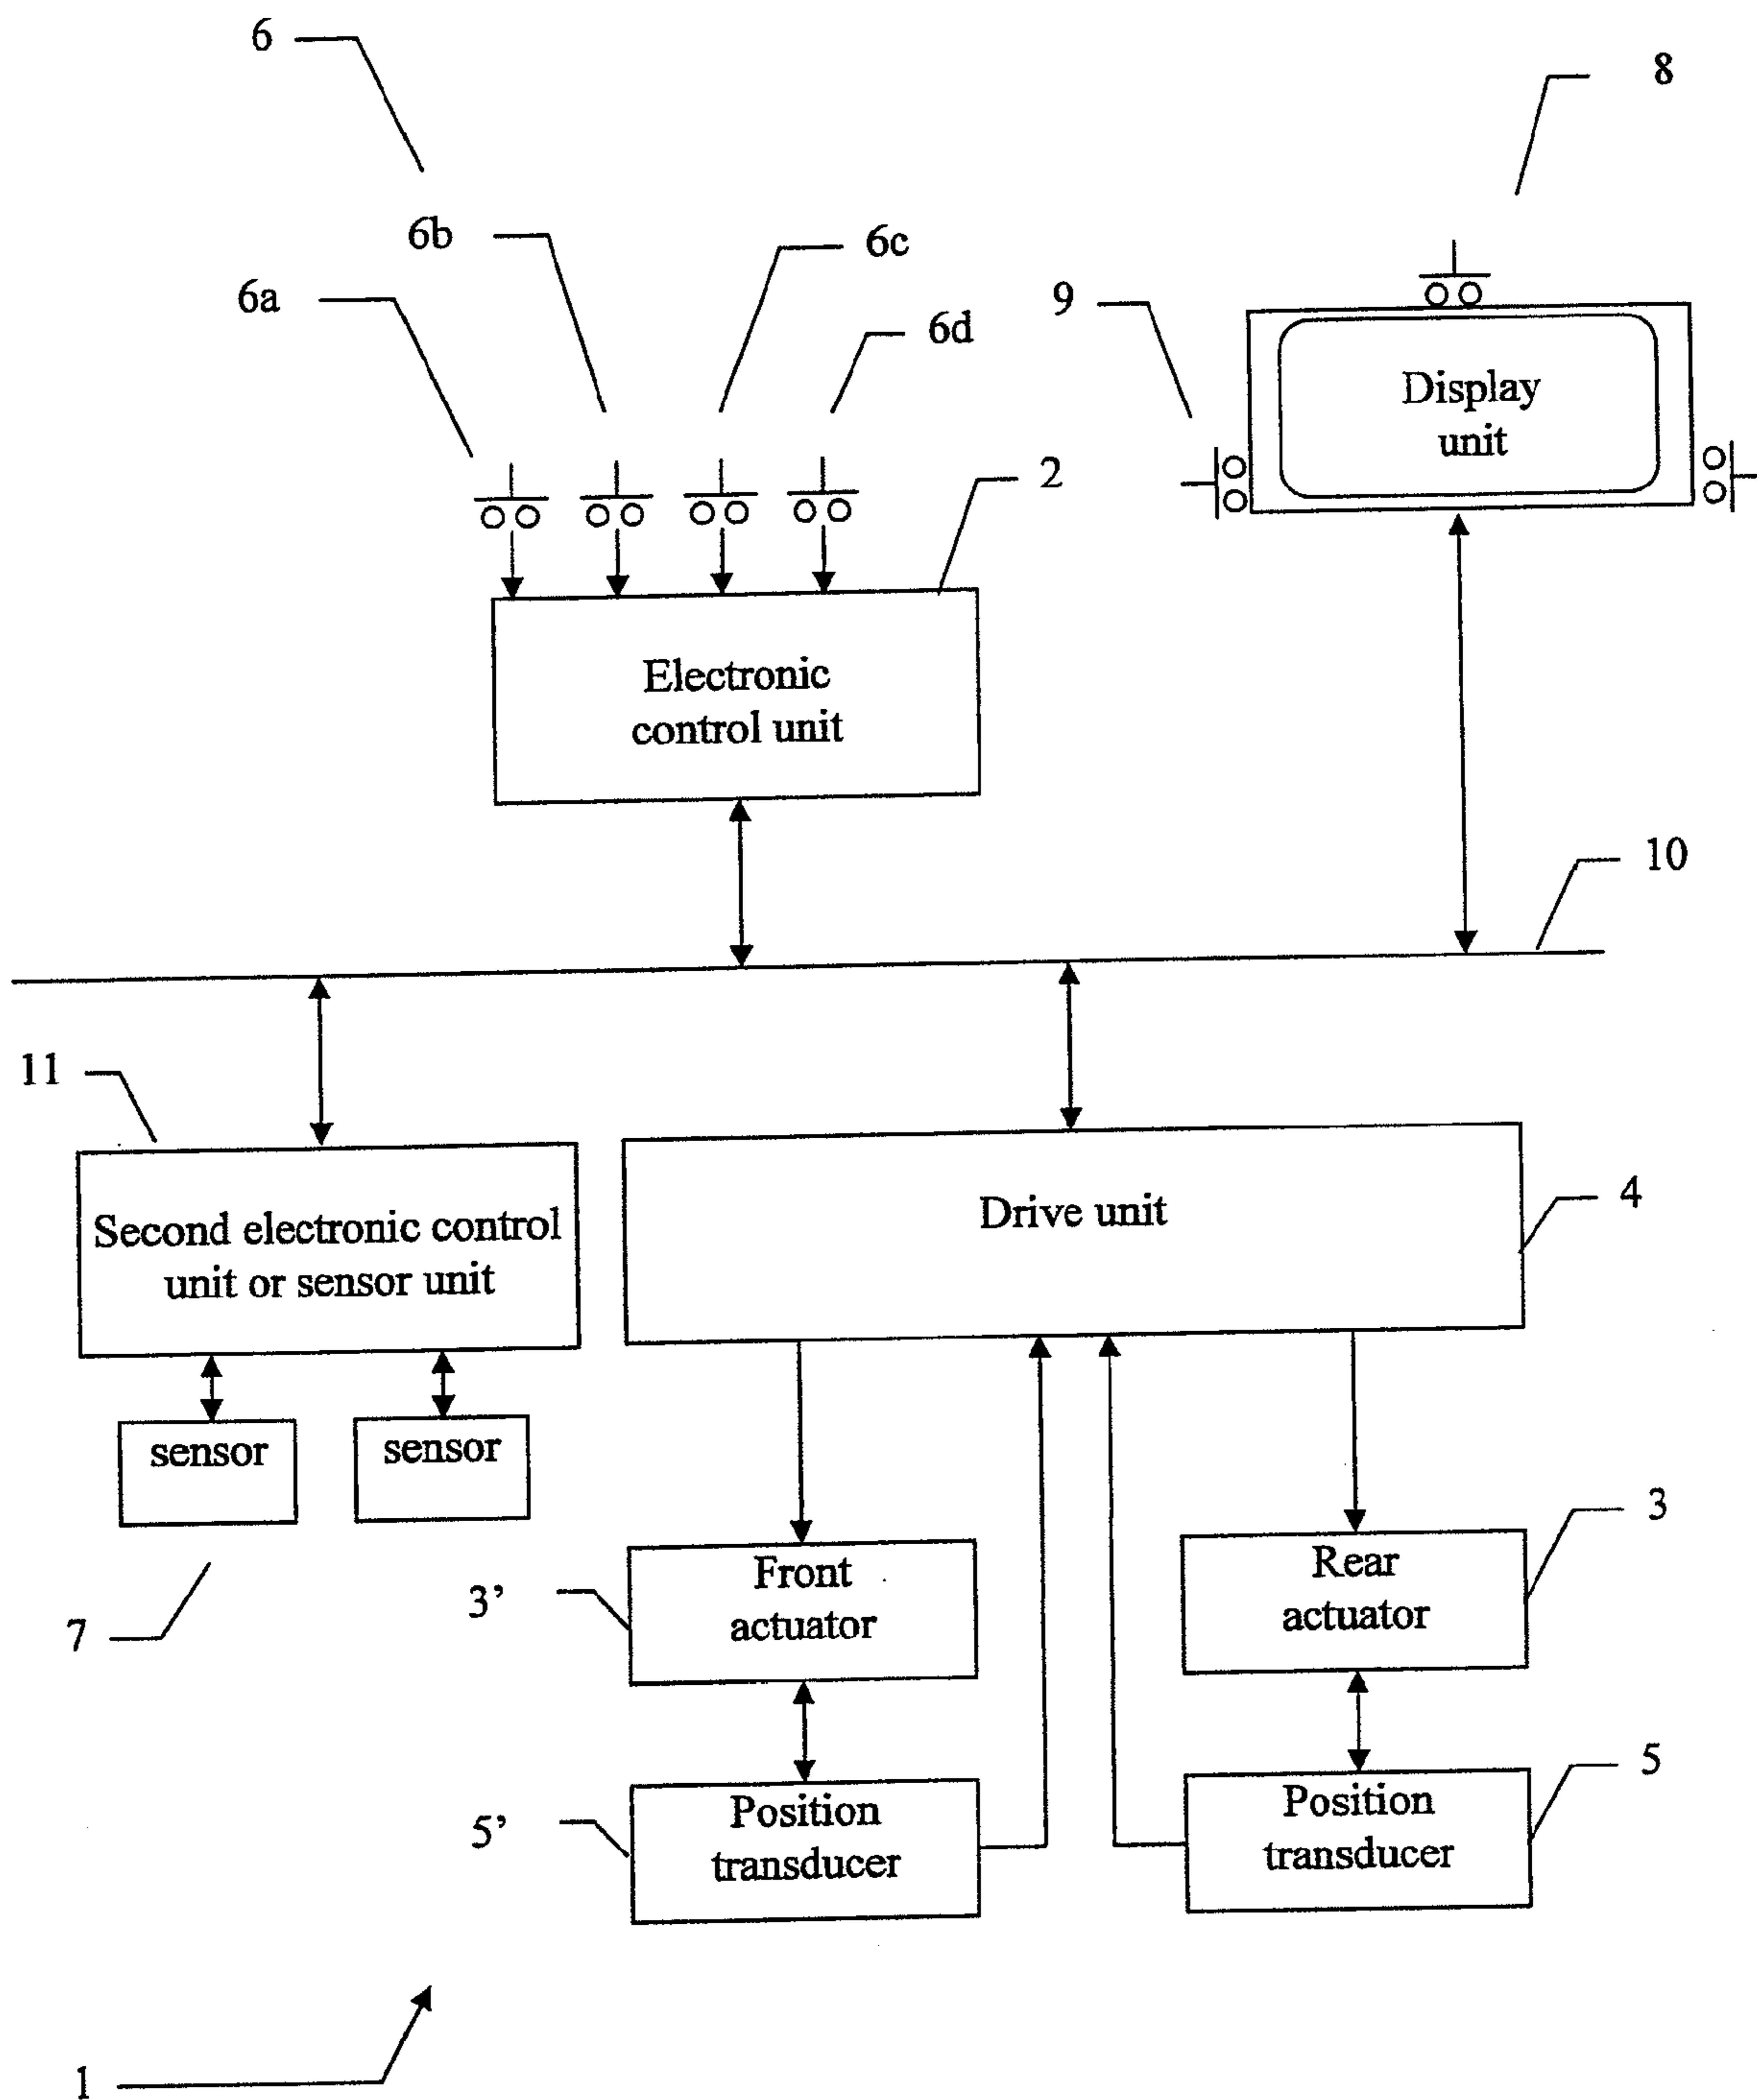 6
8
6b
6c
6a
9
6d
Display
unit
2
Electronic
control unit
10
11
Second electronic control
unit or sensor unit
Drive unit
4
sensor
sensor
7
3’
Front
actuator
Rear
actuator
3
5’
Position
transducer
Position
transducer
5
1